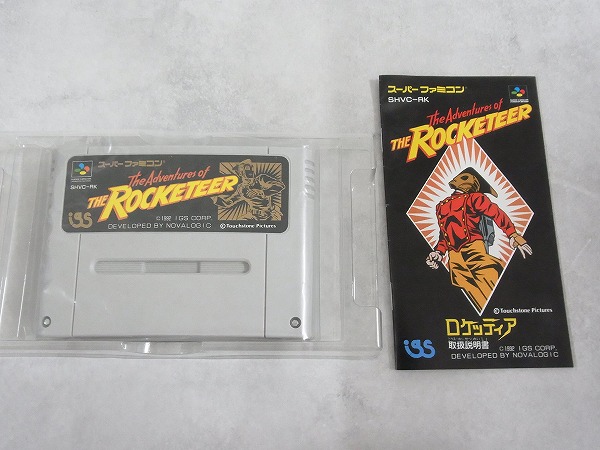 スーパーファミコン
SHVC-RK
The Adventures of
THE ROCKETEER
igs
© 1992 IGS CORP.
DEVELOPED BY NOVALOGIC
© Touchstone Pictures
スーパーファミコン
SHVC-RK
The Adventures of
THE ROCKETEER
© Touchstone Pictures
ロケッティア
取扱説明書
igs
© 1992 IGS CORP.
DEVELOPED BY NOVALOGIC